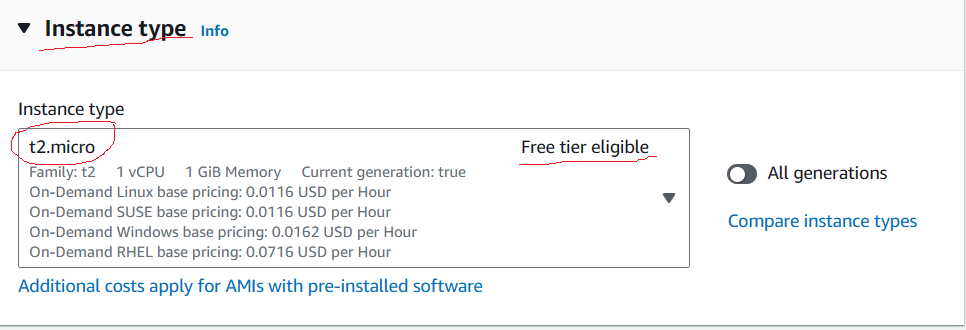 Instance type Info
Instance type
t2.micro Free tier eligible
Family: t2 1 vCPU 1 GiB Memory Current generation: true
On-Demand Linux base pricing: 0.0116 USD per Hour
On-Demand SUSE base pricing: 0.0116 USD per Hour
On-Demand Windows base pricing: 0.0162 USD per Hour
On-Demand RHEL base pricing: 0.0716 USD per Hour
All generations
Compare instance types
Additional costs apply for AMIs with pre-installed software